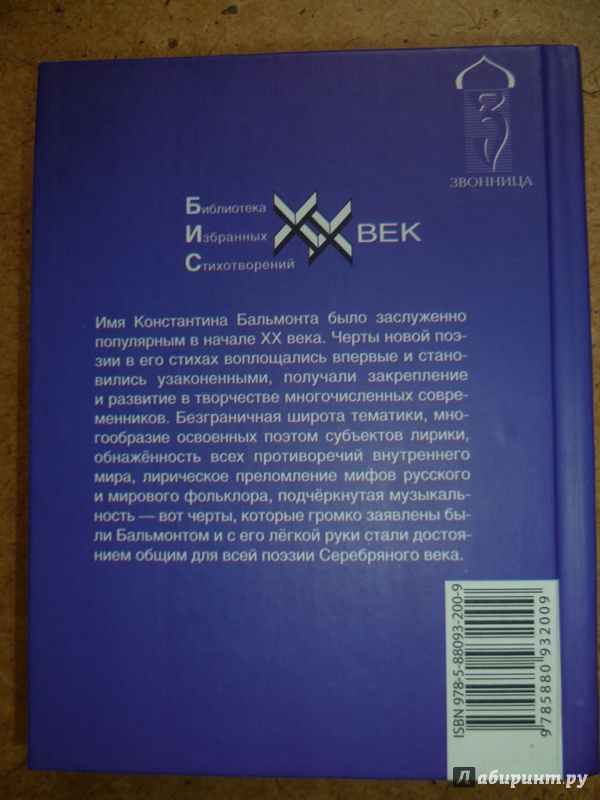 ЗВОННИЦА
Библиотека
Избранных XX ВЕК
Стихотворений
Имя Константина Бальмонта было заслуженно
популярным в начале XX века. Черты новой поэ-
зии в его стихах воплощались впервые и стано-
вились узаконенными, получали закрепление
и развитие в творчестве многочисленных совре-
менников. Безграничная широта тематики, мно-
гообразие освоенных поэтом субъектов лирики,
обнажённость всех противоречий внутреннего
мира, лирическое преломление мифов русского
и мирового фольклора, подчёркнутая музыкаль-
ность — вот черты, которые громко заявлены бы-
ли Бальмонтом и с его лёгкой руки стали достоя-
нием общим для всей поэзии Серебряного века.
ISBN 978-5-88093-200-9
9 785880 932009
Лабиринт.ру